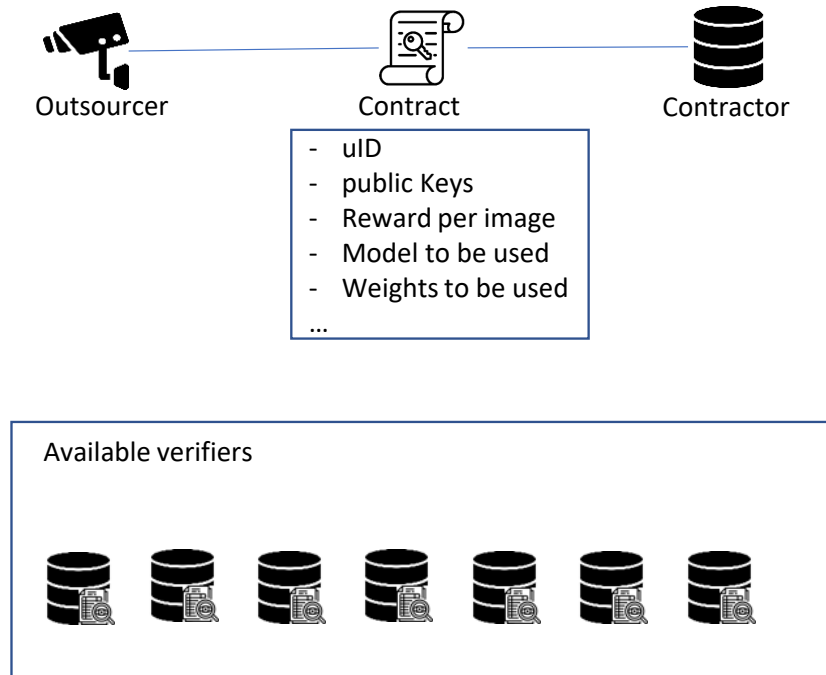 Outsourcer
Contract
Contractor
- uID
- public Keys
- Reward per image
- Model to be used
- Weights to be used
...
Available verifiers